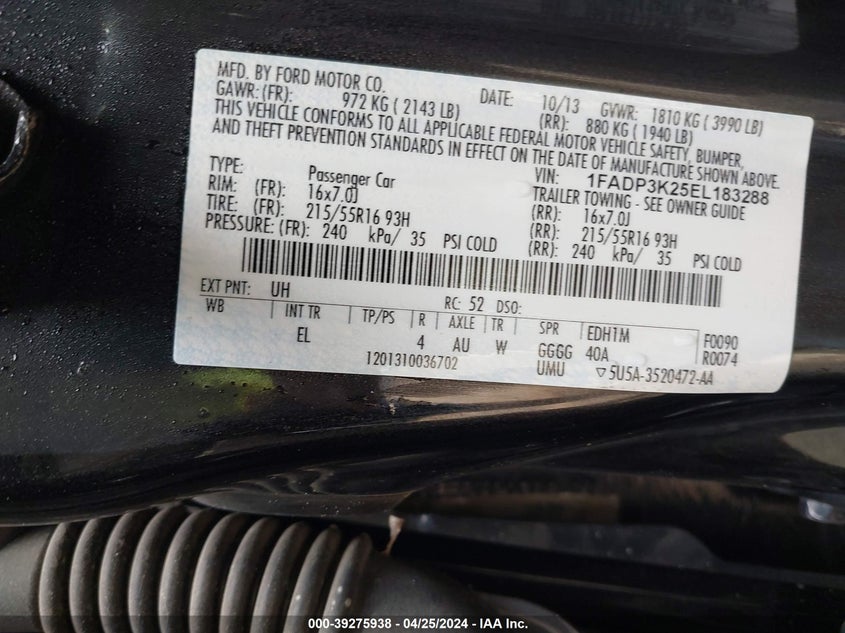 MFD. BY FORD MOTOR CO. DATE: 10/13 GVWR: 1810 KG ( 3990 LB)
GAWR: (FR): 972 KG ( 2143 LB) (RR): 880 KG ( 1940 LB)
THIS VEHICLE CONFORMS TO ALL APPLICABLE FEDERAL MOTOR VEHICLE SAFETY, BUMPER,
AND THEFT PREVENTION STANDARDS IN EFFECT ON THE DATE OF MANUFACTURE SHOWN ABOVE.
VIN: 1FADP3K25EL183288
TYPE: Passenger Car TRAILER TOWING - SEE OWNER GUIDE
RIM: (FR): 16x7.0J (RR): 16x7.0J
TIRE: (FR): 215/55R16 93H (RR): 215/55R16 93H
PRESSURE: (FR): 240 kPa/ 35 PSI COLD (RR): 240 kPa/ 35 PSI COLD
EXT PNT: UH RC: 52 DSO:
WB INT TR TP/PS R AXLE TR SPR EDH1M F0090
EL 4 AU W GGGG 40A R0074
1201310036702 UMU ▽5U5A-3520472-AA
000-39275938 - 04/25/2024 - IAA Inc.